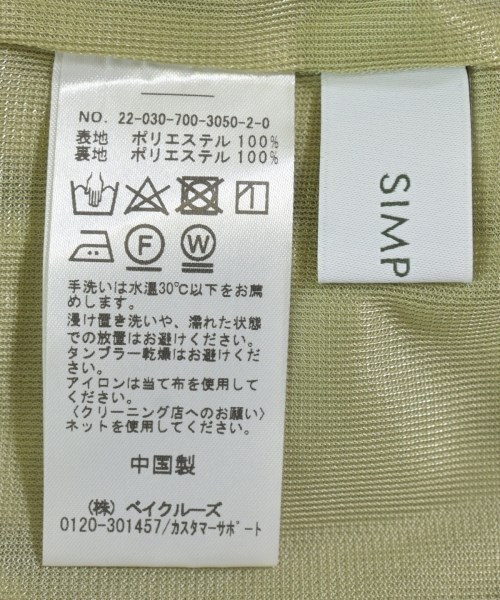 NO. 22-030-700-3050-2-0
表地 ポリエステル 100%
裏地 ポリエステル 100%
F
W
手洗いは水温30℃以下をお薦
めします。
浸け置き洗いや、濡れた状態
での放置はお避けください。
タンブラー乾燥はお避けくだ
さい。
アイロンは当て布を使用して
ください。
〈クリーニング店へのお願い〉
ネットを使用してください。
中国製
(株) ベイクルーズ
0120-301457/カスタマーサポート
SIMP